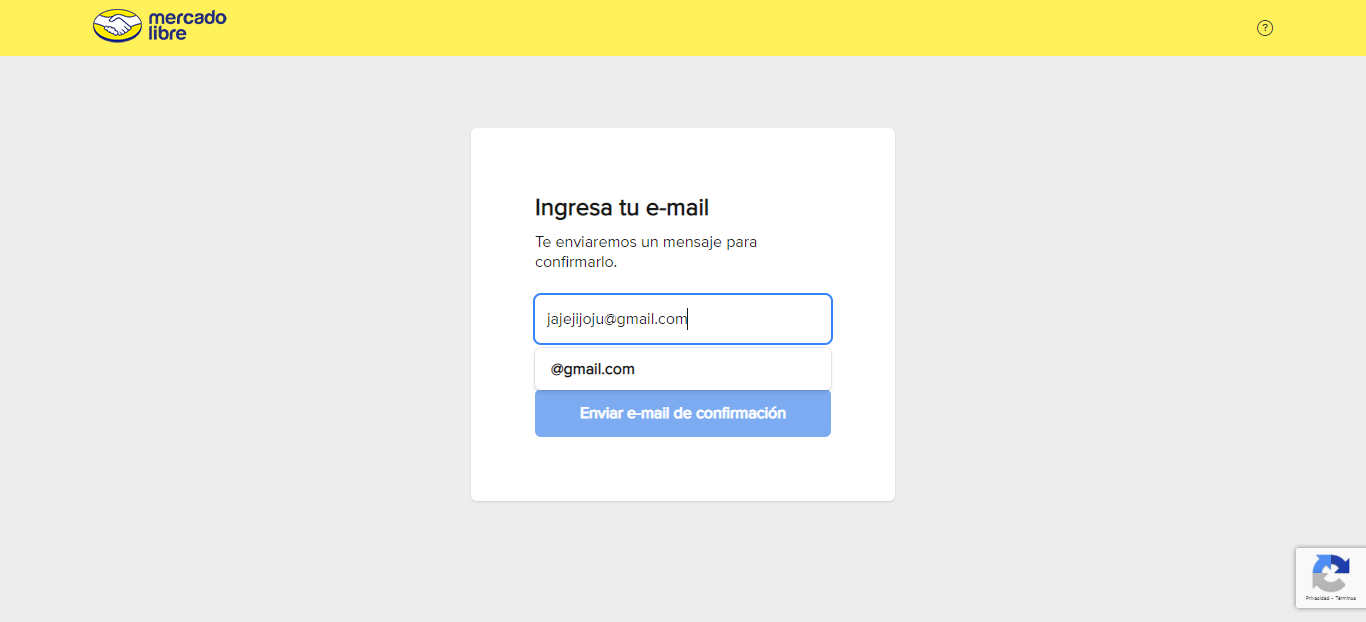 mercado
libre
?
Ingresa tu e-mail
Te enviaremos un mensaje para
confirmarlo.
jajejijoju@gmail.com
@gmail.com
Enviar e-mail de confirmación
Privacidad - Términos